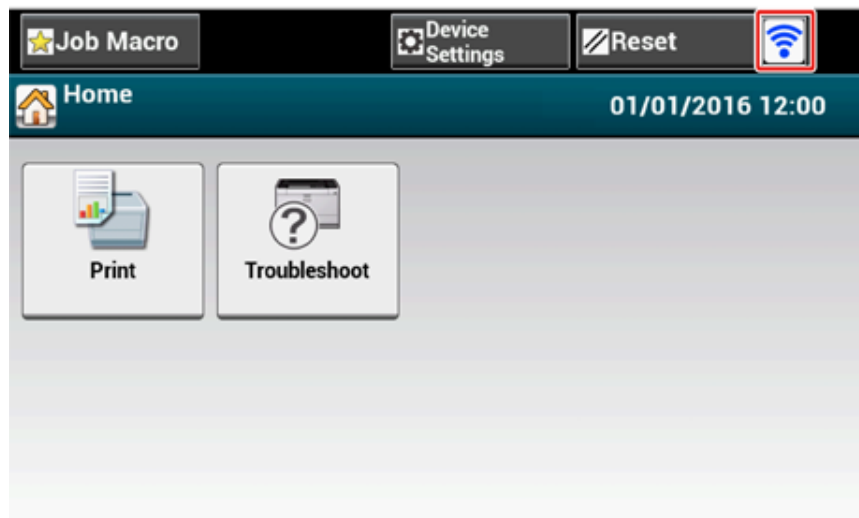 Job Macro
Device
Settings
Reset
Home
01/01/2016 12:00
Print
Troubleshoot